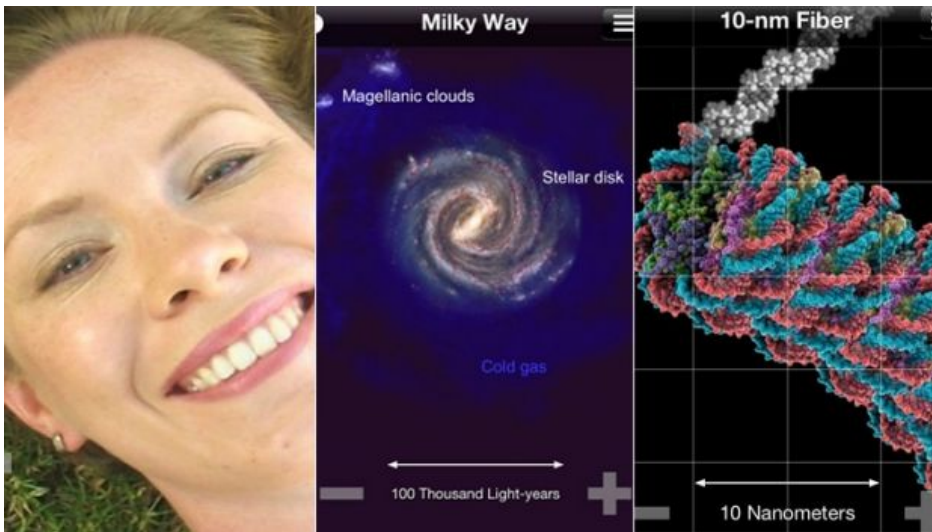 Milky Way
Magellanic clouds
Stellar disk
Cold gas
100 Thousand Light-years
10-nm Fiber
10 Nanometers